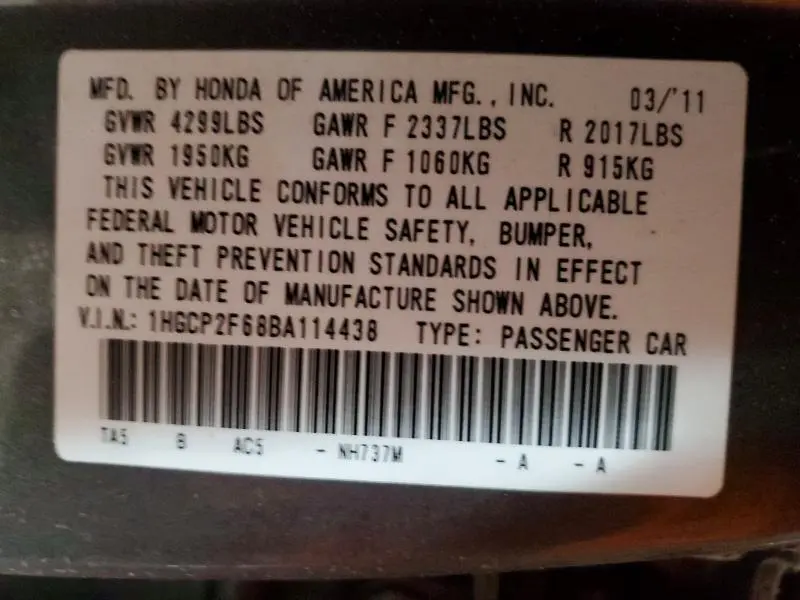 MFD. BY HONDA OF AMERICA MFG., INC. 03/'11
GVWR 4299LBS GAWR F 2337LBS R 2017LBS
GVWR 1950KG GAWR F 1060KG R 915KG
THIS VEHICLE CONFORMS TO ALL APPLICABLE
FEDERAL MOTOR VEHICLE SAFETY, BUMPER,
AND THEFT PREVENTION STANDARDS IN EFFECT
ON THE DATE OF MANUFACTURE SHOWN ABOVE.
V.I.N.: 1HGCP2F68BA114438 TYPE: PASSENGER CAR
TA5 B AC5 - NH737M - A - A